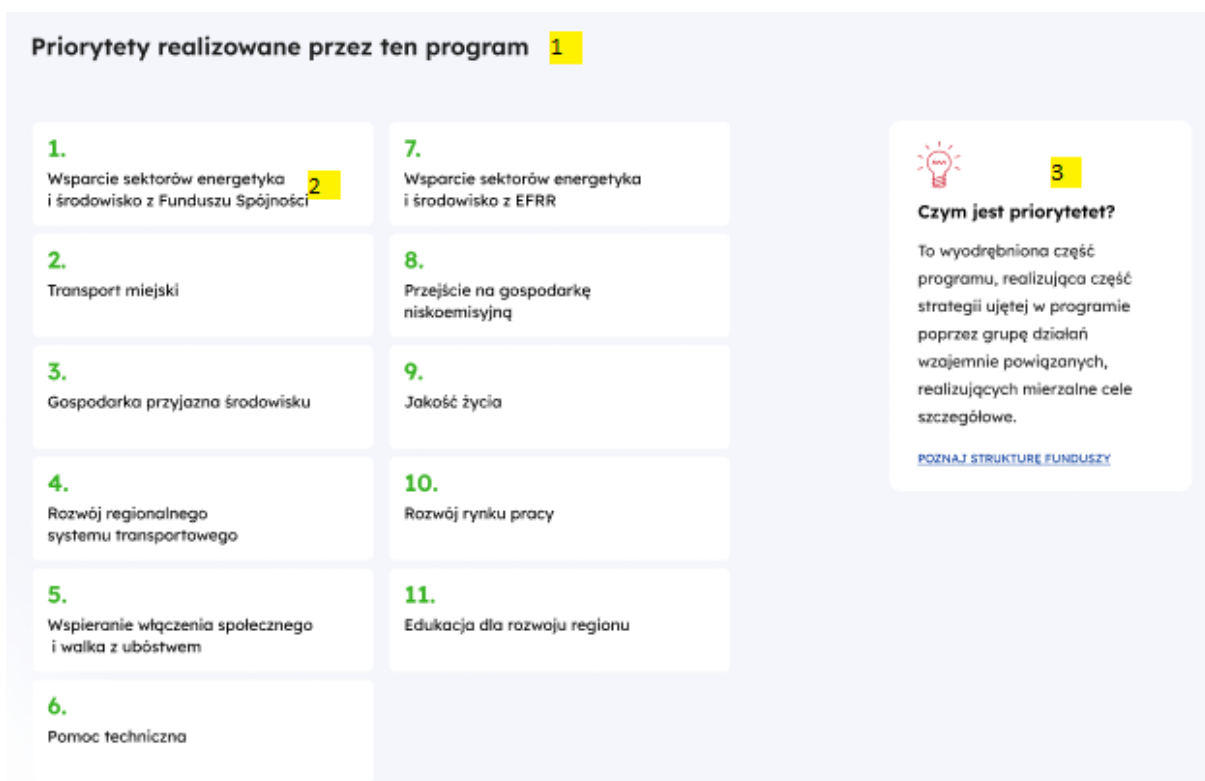 Priorytety realizowane przez ten program 1
1.
Wsparcie sektorów energetyka
i środowisko z Funduszu Spójności
2
2.
Transport miejski
3.
Gospodarka przyjazna środowisku
4.
Rozwój regionalnego
systemu transportowego
5.
Wspieranie włączenia społecznego
i walka z ubóstwem
6.
Pomoc techniczna
7.
Wsparcie sektorów energetyka
i środowisko z EFRR
8.
Przejście na gospodarkę
niskoemisyjną
9.
Jakość życia
10.
Rozwój rynku pracy
11.
Edukacja dla rozwoju regionu
3
Czym jest priorytetet?
To wyodrębniona część
programu, realizująca część
strategii ujętej w programie
poprzez grupę działań
wzajemnie powiązanych,
realizujących mierzalne cele
szczegółowe.
POZNAJ STRUKTURĘ FUNDUSZY